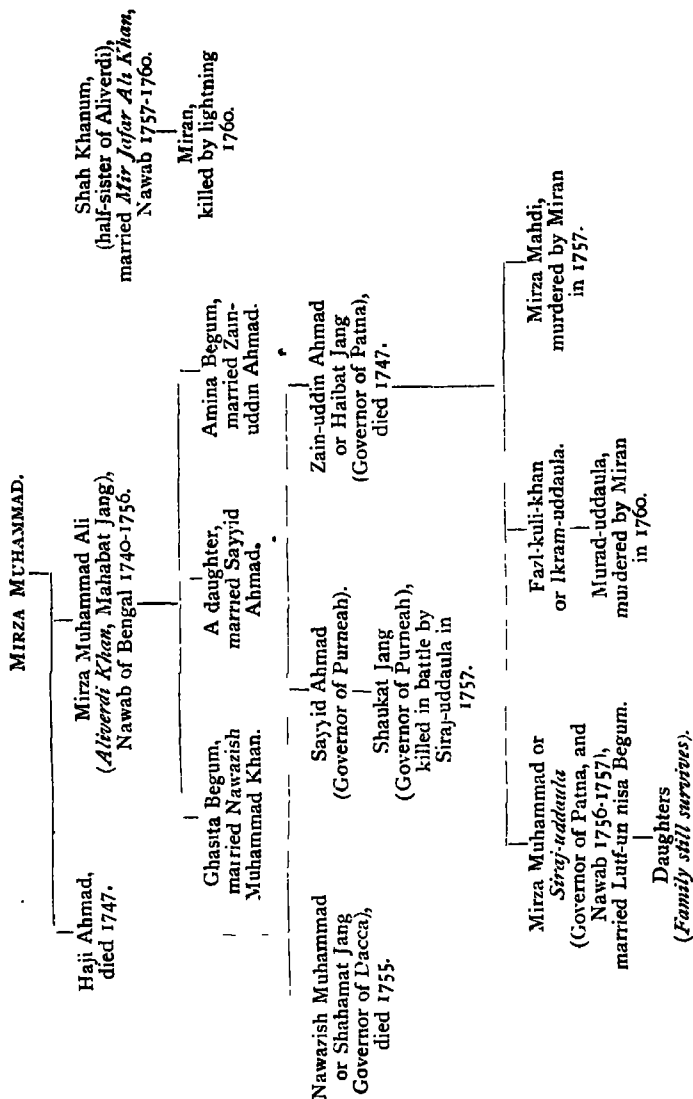 MIRZA MUHAMMAD.
Haji Ahmad,
died 1747.
Mirza Muhammad Ali
(Aliverdi Khan, Mahabat Jang),
Nawab of Bengal 1740-1756.
Shah Khanum,
(half-sister of Aliverdi),
married Mir Jafar Ali Khan,
Nawab 1757-1760.
Miran,
killed by lightning
1760.
Ghasita Begum,
married Nawazish
Muhammad Khan.
A daughter,
married Sayyid
Ahmad.
Amina Begum,
married Zain-
uddin Ahmad.
Nawazish Muhammad
or Shahamat Jang
Governor of Dacca),
died 1755.
Sayyid Ahmad
(Governor of Purneah).
Shaukat Jang
(Governor of Purneah),
killed in battle by
Siraj-uddaula in
1757.
Zain-uddin Ahmad
or Haibat Jang
(Governor of Patna),
died 1747.
Mirza Muhammad or
Siraj-uddaula
(Governor of Patna, and
Nawab 1756-1757),
married Lutf-un nisa Begum.
Daughters
(Family still survives).
Fazl-kuli-khan
or Ikram-uddaula.
Murad-uddaula,
murdered by Miran
in 1760.
Mirza Mahdi,
murdered by Miran
in 1757.